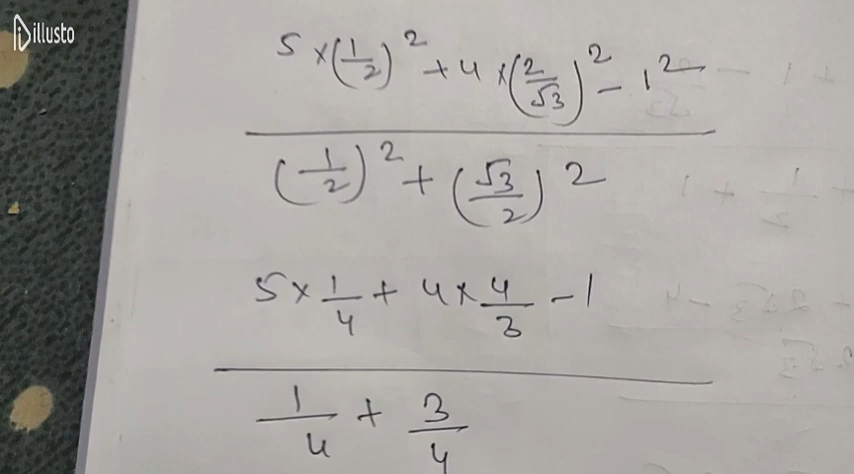 illusto
5 × (1/2)² + 4 × (2/√3)² - 1²
(1/2)² + (√3/2)²
5 × 1/4 + 4 × 4/3 - 1
1/4 + 3/4